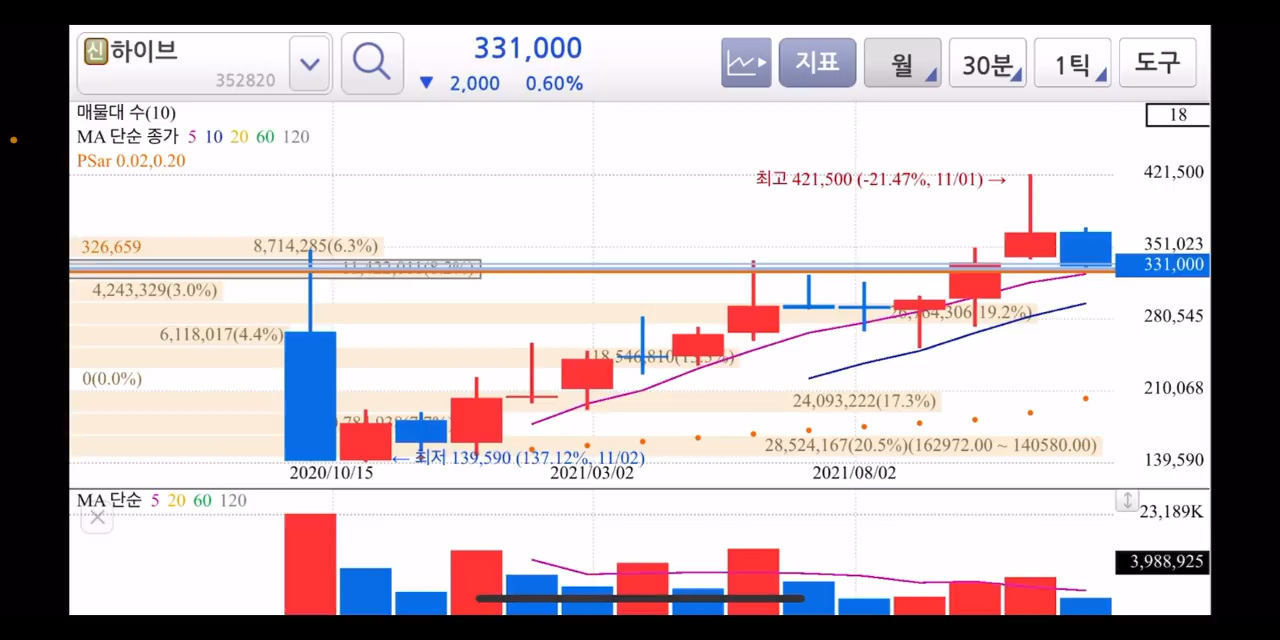 신 하이브
352820
331,000
▼ 2,000 0.60%
지표
월
30분
1틱
도구
매물대 수(10)
MA 단순 종가 5 10 20 60 120
PSar 0.02,0.20
18
최고 421,500 (-21.47%, 11/01) →
421,500
326,659
8,714,285(6.3%)
351,023
331,000
4,243,329(3.0%)
280,545
6,118,017(4.4%)
0(0.0%)
210,068
24,093,222(17.3%)
28,524,167(20.5%)(162972.00 ~ 140580.00)
← 최저 139,590 (137.12%, 11/02)
139,590
2020/10/15
2021/03/02
2021/08/02
MA 단순 5 20 60 120
23,189K
3,988,925